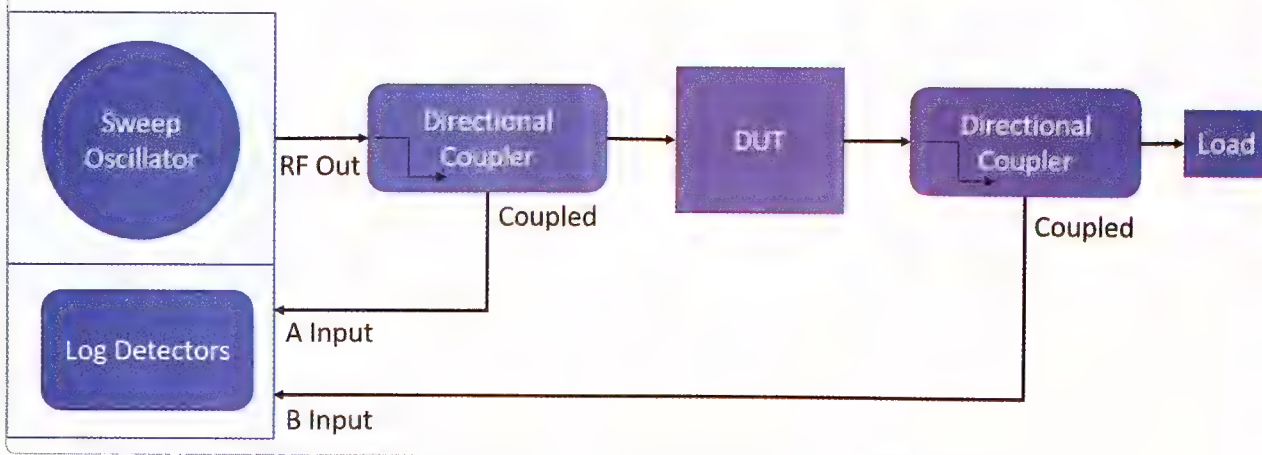 Sweep
Oscillator
RF Out
Directional
Coupler
Coupled
DUT
Directional
Coupler
Coupled
Load
Log Detectors
A Input
B Input